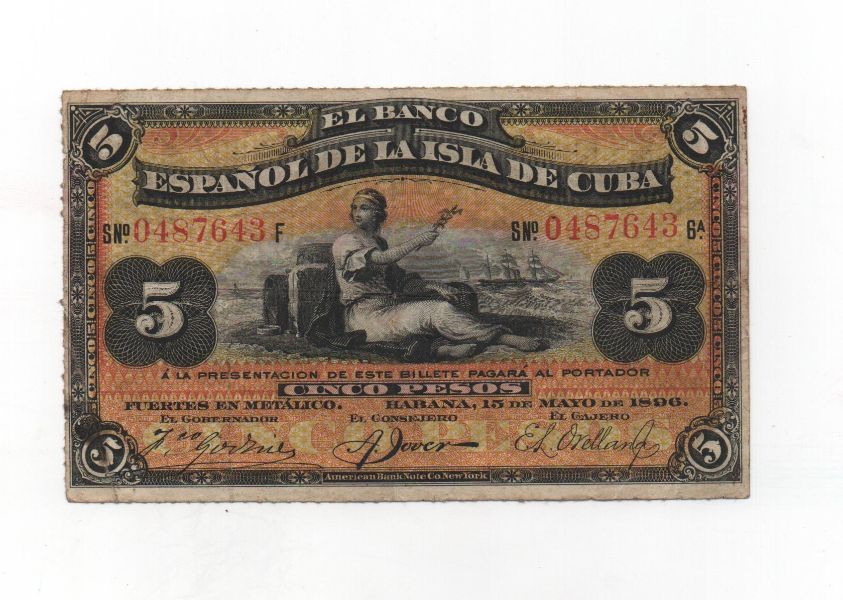 5 EL BANCO 5
ESPAÑOL DE LA ISLA DE CUBA
SNº 0487643 F SNº 0487643 6A
5 5
Á LA PRESENTACION DE ESTE BILLETE PAGARÁ AL PORTADOR
CINCO PESOS
FUERTES EN METÁLICO. HABANA, 15 DE MAYO DE 1896.
EL GOBERNADOR EL CONSEJERO EL CAJERO
5 5
American Bank Note Co. New York